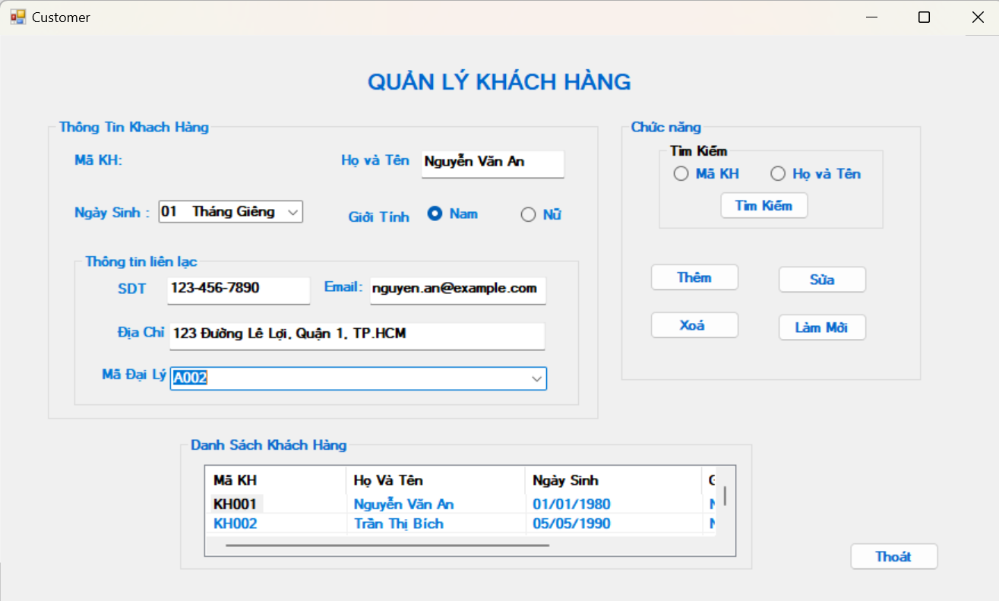 Customer
QUẢN LÝ KHÁCH HÀNG
Thông Tin Khach Hàng
Mã KH:
Họ và Tên
Nguyễn Văn An
Ngày Sinh :
01 Tháng Giêng
Giới Tính
Nam
Nữ
Thông tin liên lạc
SDT
123-456-7890
Email:
nguyen.an@example.com
Địa Chỉ
123 Đường Lê Lợi, Quận 1, TP.HCM
Mã Đại Lý
A002
Chức năng
Tìm Kiếm
Mã KH
Họ và Tên
Tìm Kiếm
Thêm
Sửa
Xoá
Làm Mới
Danh Sách Khách Hàng
Mã KH Họ Và Tên Ngày Sinh
KH001 Nguyễn Văn An 01/01/1980
KH002 Trần Thị Bích 05/05/1990
Thoát